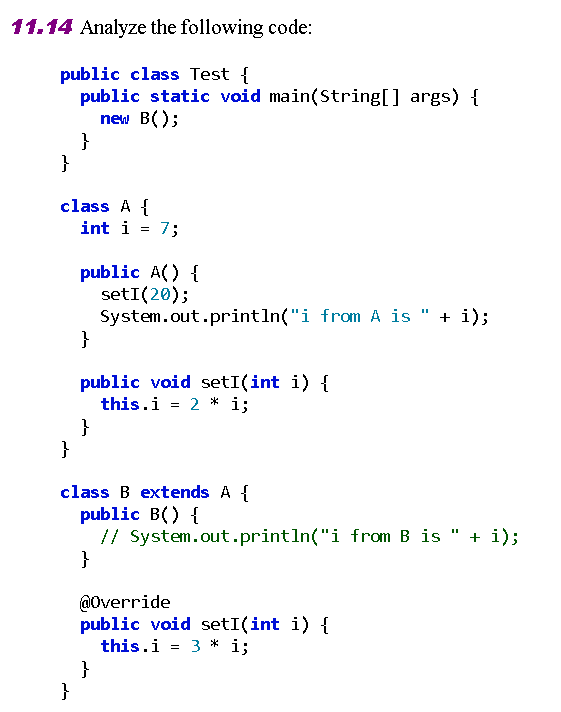 11.14 Analyze the following code:
public class Test {
  public static void main(String[] args) {
    new B();
  }
}
class A {
  int i = 7;
  public A() {
    setI(20);
    System.out.println("i from A is " + i);
  }
  public void setI(int i) {
    this.i = 2 * i;
  }
}
class B extends A {
  public B() {
    // System.out.println("i from B is " + i);
  }
  @Override
  public void setI(int i) {
    this.i = 3 * i;
  }
}